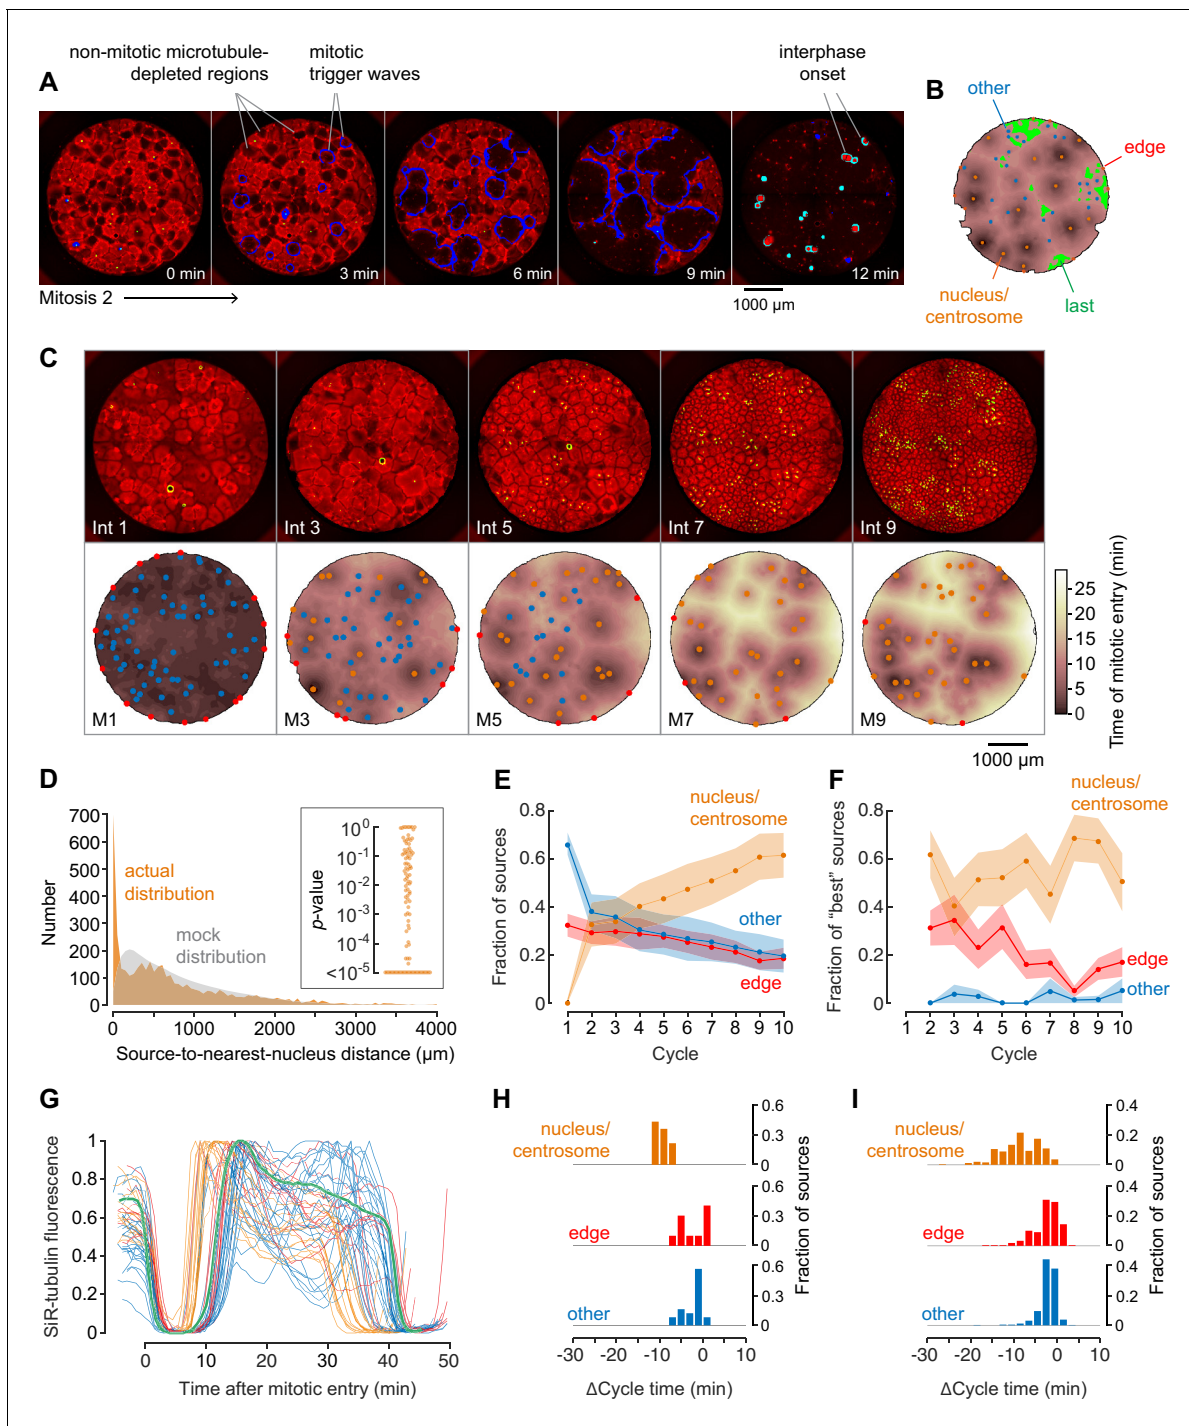 A
non-mitotic microtubule-
depleted regions
mitotic
trigger waves
interphase
onset
0 min
3 min
6 min
9 min
12 min
Mitosis 2
1000 µm
B
other
edge
nucleus/
centrosome
last
C
Int 1
Int 3
Int 5
Int 7
Int 9
M1
M3
M5
M7
M9
1000 µm
25
20
15
10
5
0
Time of mitotic entry (min)
D
700
600
500
400
300
200
100
0
Number
actual
distribution
mock
distribution
p-value
10^0
10^-1
10^-2
10^-3
10^-4
<10^-5
0
1000
2000
3000
4000
Source-to-nearest-nucleus distance (µm)
E
nucleus/
centrosome
0.8
0.6
0.4
0.2
0
Fraction of sources
other
edge
1 2 3 4 5 6 7 8 9 10
Cycle
F
nucleus/
centrosome
0.8
0.6
0.4
0.2
0
Fraction of “best” sources
edge
other
1 2 3 4 5 6 7 8 9 10
Cycle
G
1
0.8
0.6
0.4
0.2
0
SiR-tubulin fluorescence
0 10 20 30 40 50
Time after mitotic entry (min)
H
nucleus/
centrosome
0.6
0.3
0
edge
0.6
0.3
0
other
0.6
0.3
0
Fraction of sources
-30 -20 -10 0 10
ΔCycle time (min)
I
nucleus/
centrosome
0.4
0.2
0
edge
0.4
0.2
0
other
0.4
0.2
0
Fraction of sources
-30 -20 -10 0 10
ΔCycle time (min)